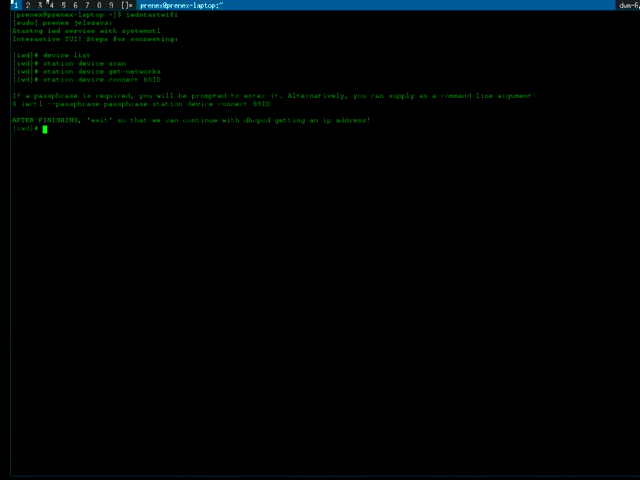 1 2 3 4 5 6 7 8 9 []= prenex@prenex-laptop:~ dwm-6.
[prenex@prenex-laptop ~]$ iwdstartwifi
[sudo] prenex jelszava:
Startng iwd service with systemctl
Interactive TUI! Steps for connecting:
[iwd]# device list
[iwd]# station device scan
[iwd]# station device get-networks
[iwd]# station device connect SSID
If a passphrase is required, you will be prompted to enter it. Alternatively, you can supply as a command line argument:
$ iwctl --passphrase passphrase station device connect SSID
AFTER FINISHING, 'exit' so that we can continue with dhcpcd getting an ip address!
[iwd]#